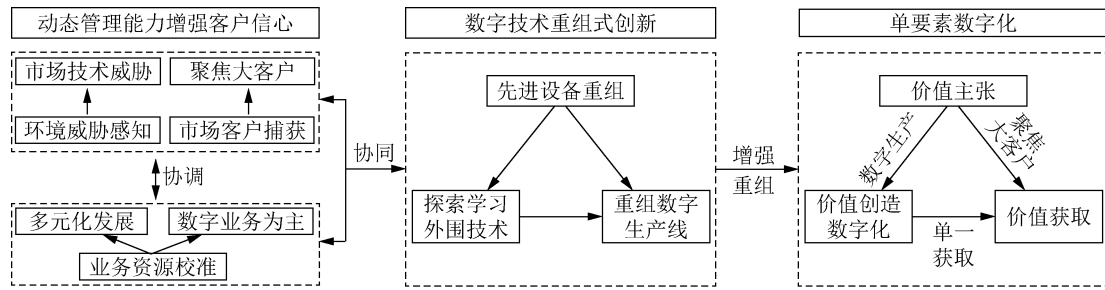 动态管理能力增强客户信心
数字技术重组式创新
单要素数字化
市场技术威胁
聚焦大客户
环境威胁感知
市场客户捕获
协调
多元化发展
数字业务为主
业务资源校准
协同
先进设备重组
探索学习
外围技术
重组数字
生产线
增强
重组
价值主张
数字生产
聚焦
大客户
价值创造
数字化
单一
获取
价值获取